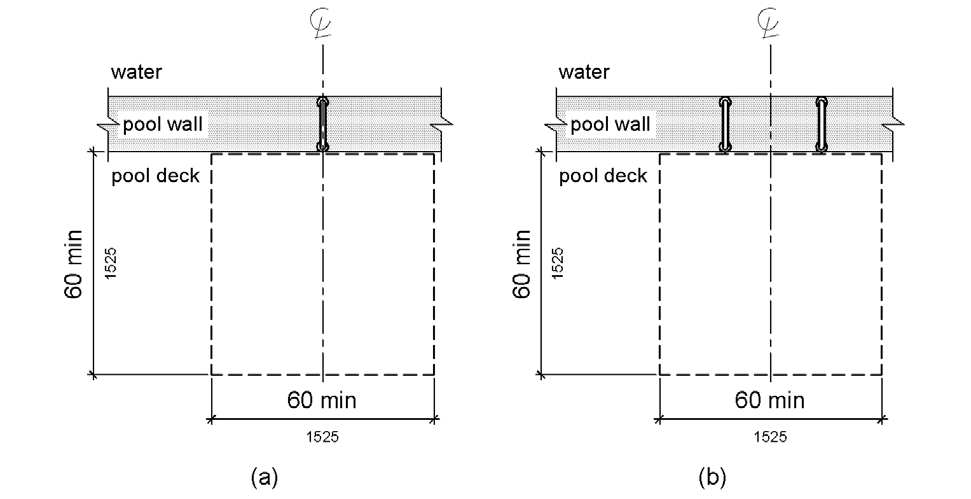 ℄
water
pool wall
pool deck
60 min
1525
60 min
1525
(a)
℄
water
pool wall
pool deck
60 min
1525
60 min
1525
(b)